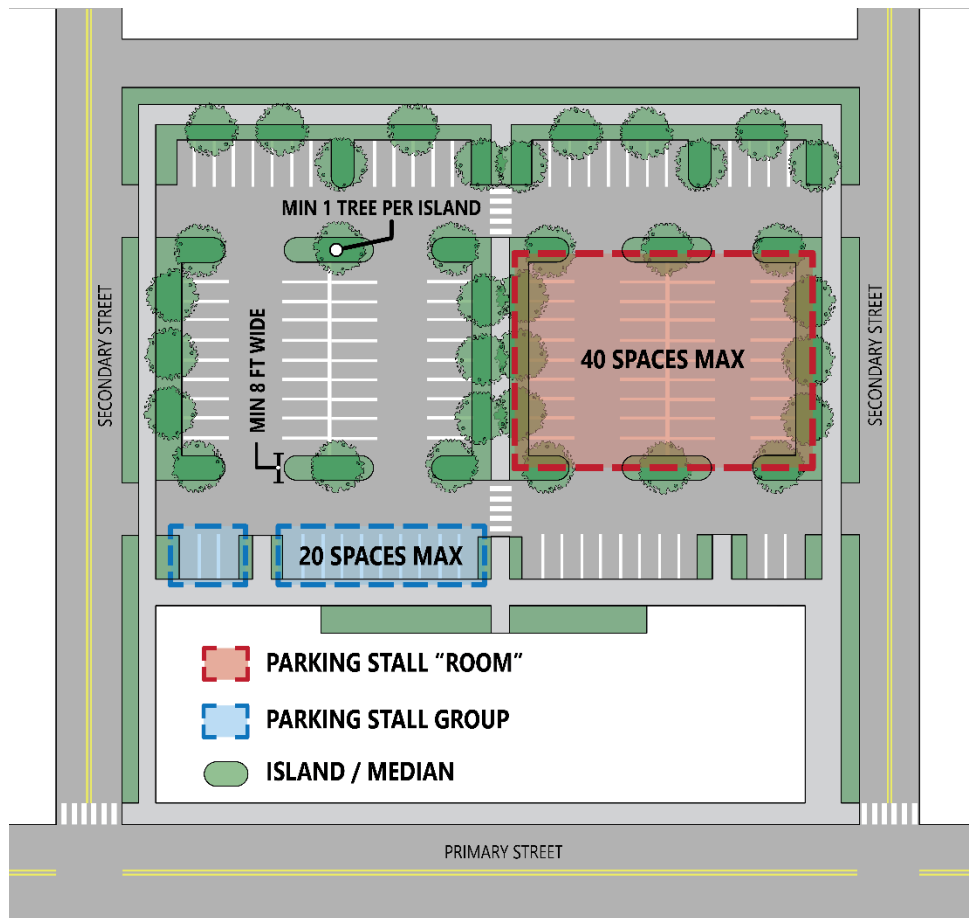 MIN 1 TREE PER ISLAND
SECONDARY STREET
MIN 8 FT WIDE
40 SPACES MAX
SECONDARY STREET
20 SPACES MAX
PARKING STALL “ROOM”
PARKING STALL GROUP
ISLAND / MEDIAN
PRIMARY STREET